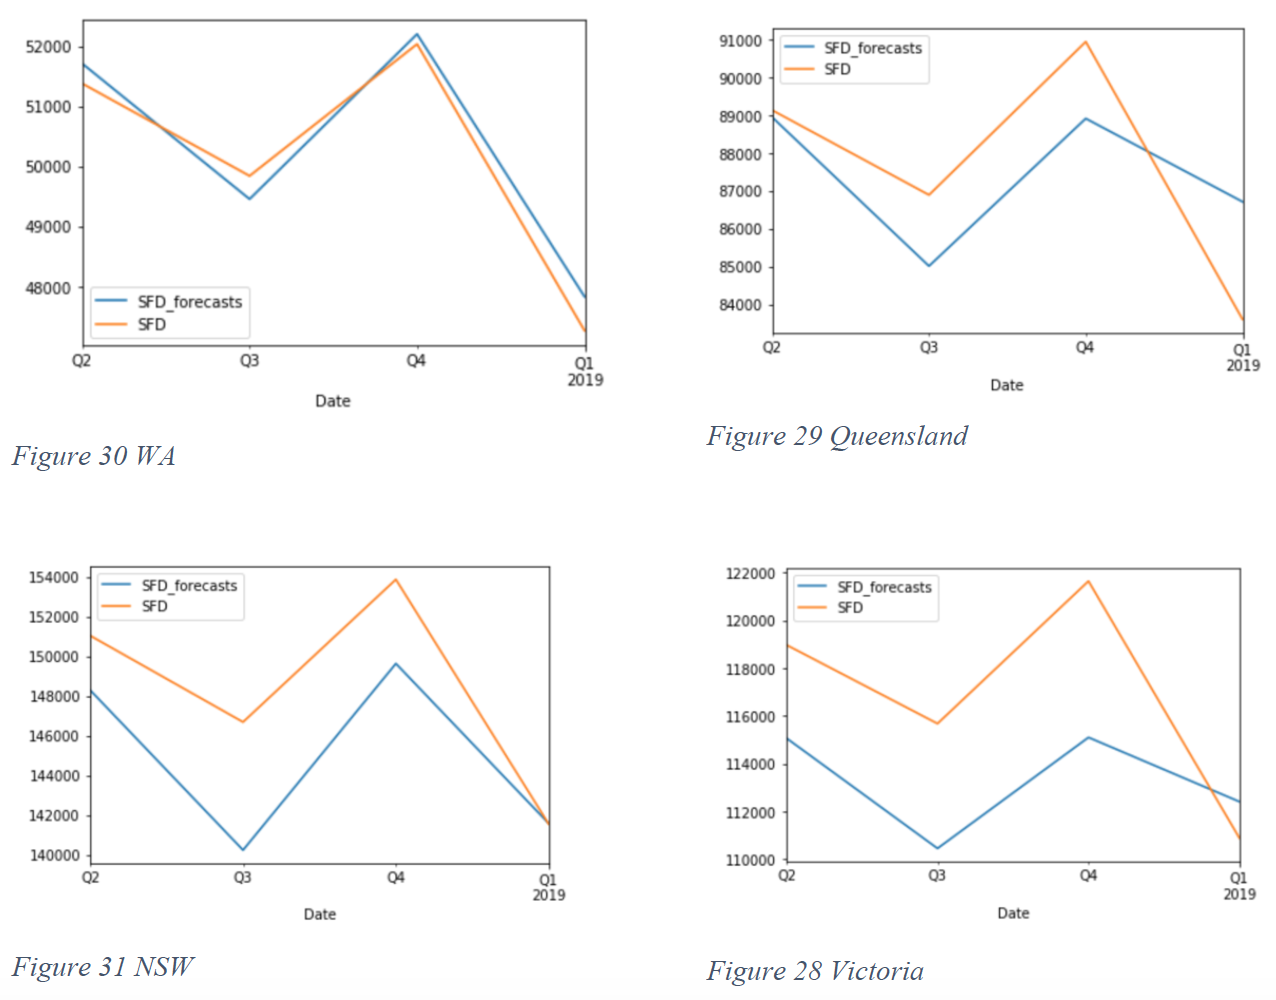 52000
51000
50000
49000
48000
SFD_forecasts
SFD
Q2
Q3
Q4
Q1
2019
Date
Figure 30 WA
91000
90000
89000
88000
87000
86000
85000
84000
SFD_forecasts
SFD
Q2
Q3
Q4
Q1
2019
Date
Figure 29 Queensland
154000
152000
150000
148000
146000
144000
142000
140000
SFD_forecasts
SFD
Q2
Q3
Q4
Q1
2019
Date
Figure 31 NSW
122000
120000
118000
116000
114000
112000
110000
SFD_forecasts
SFD
Q2
Q3
Q4
Q1
2019
Date
Figure 28 Victoria